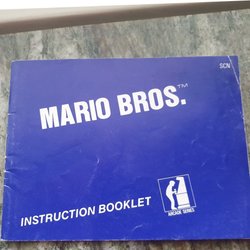 SCN
MARIO BROS.™
INSTRUCTION BOOKLET
ARCADE SERIES